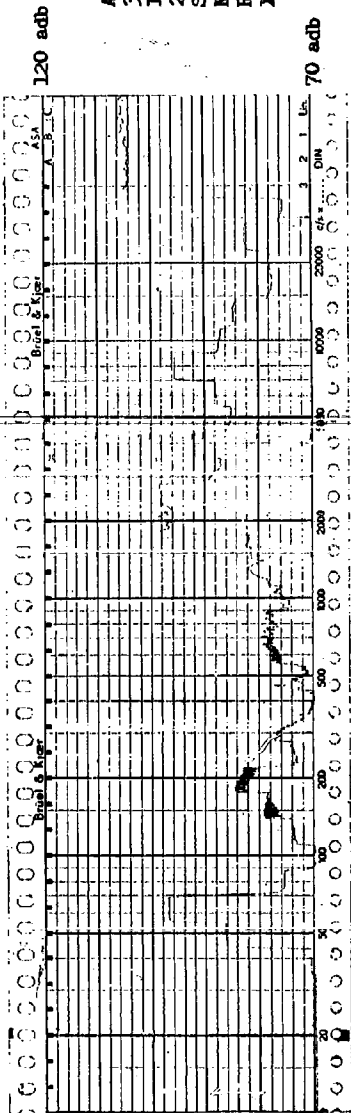 120 adb
70 adb
Brüel & Kjær
Brüel & Kjær
ASA
A B C
20
50
100
200
500
1000
2000
10000
20000
c/s
DIN
3 2 1 Lin.